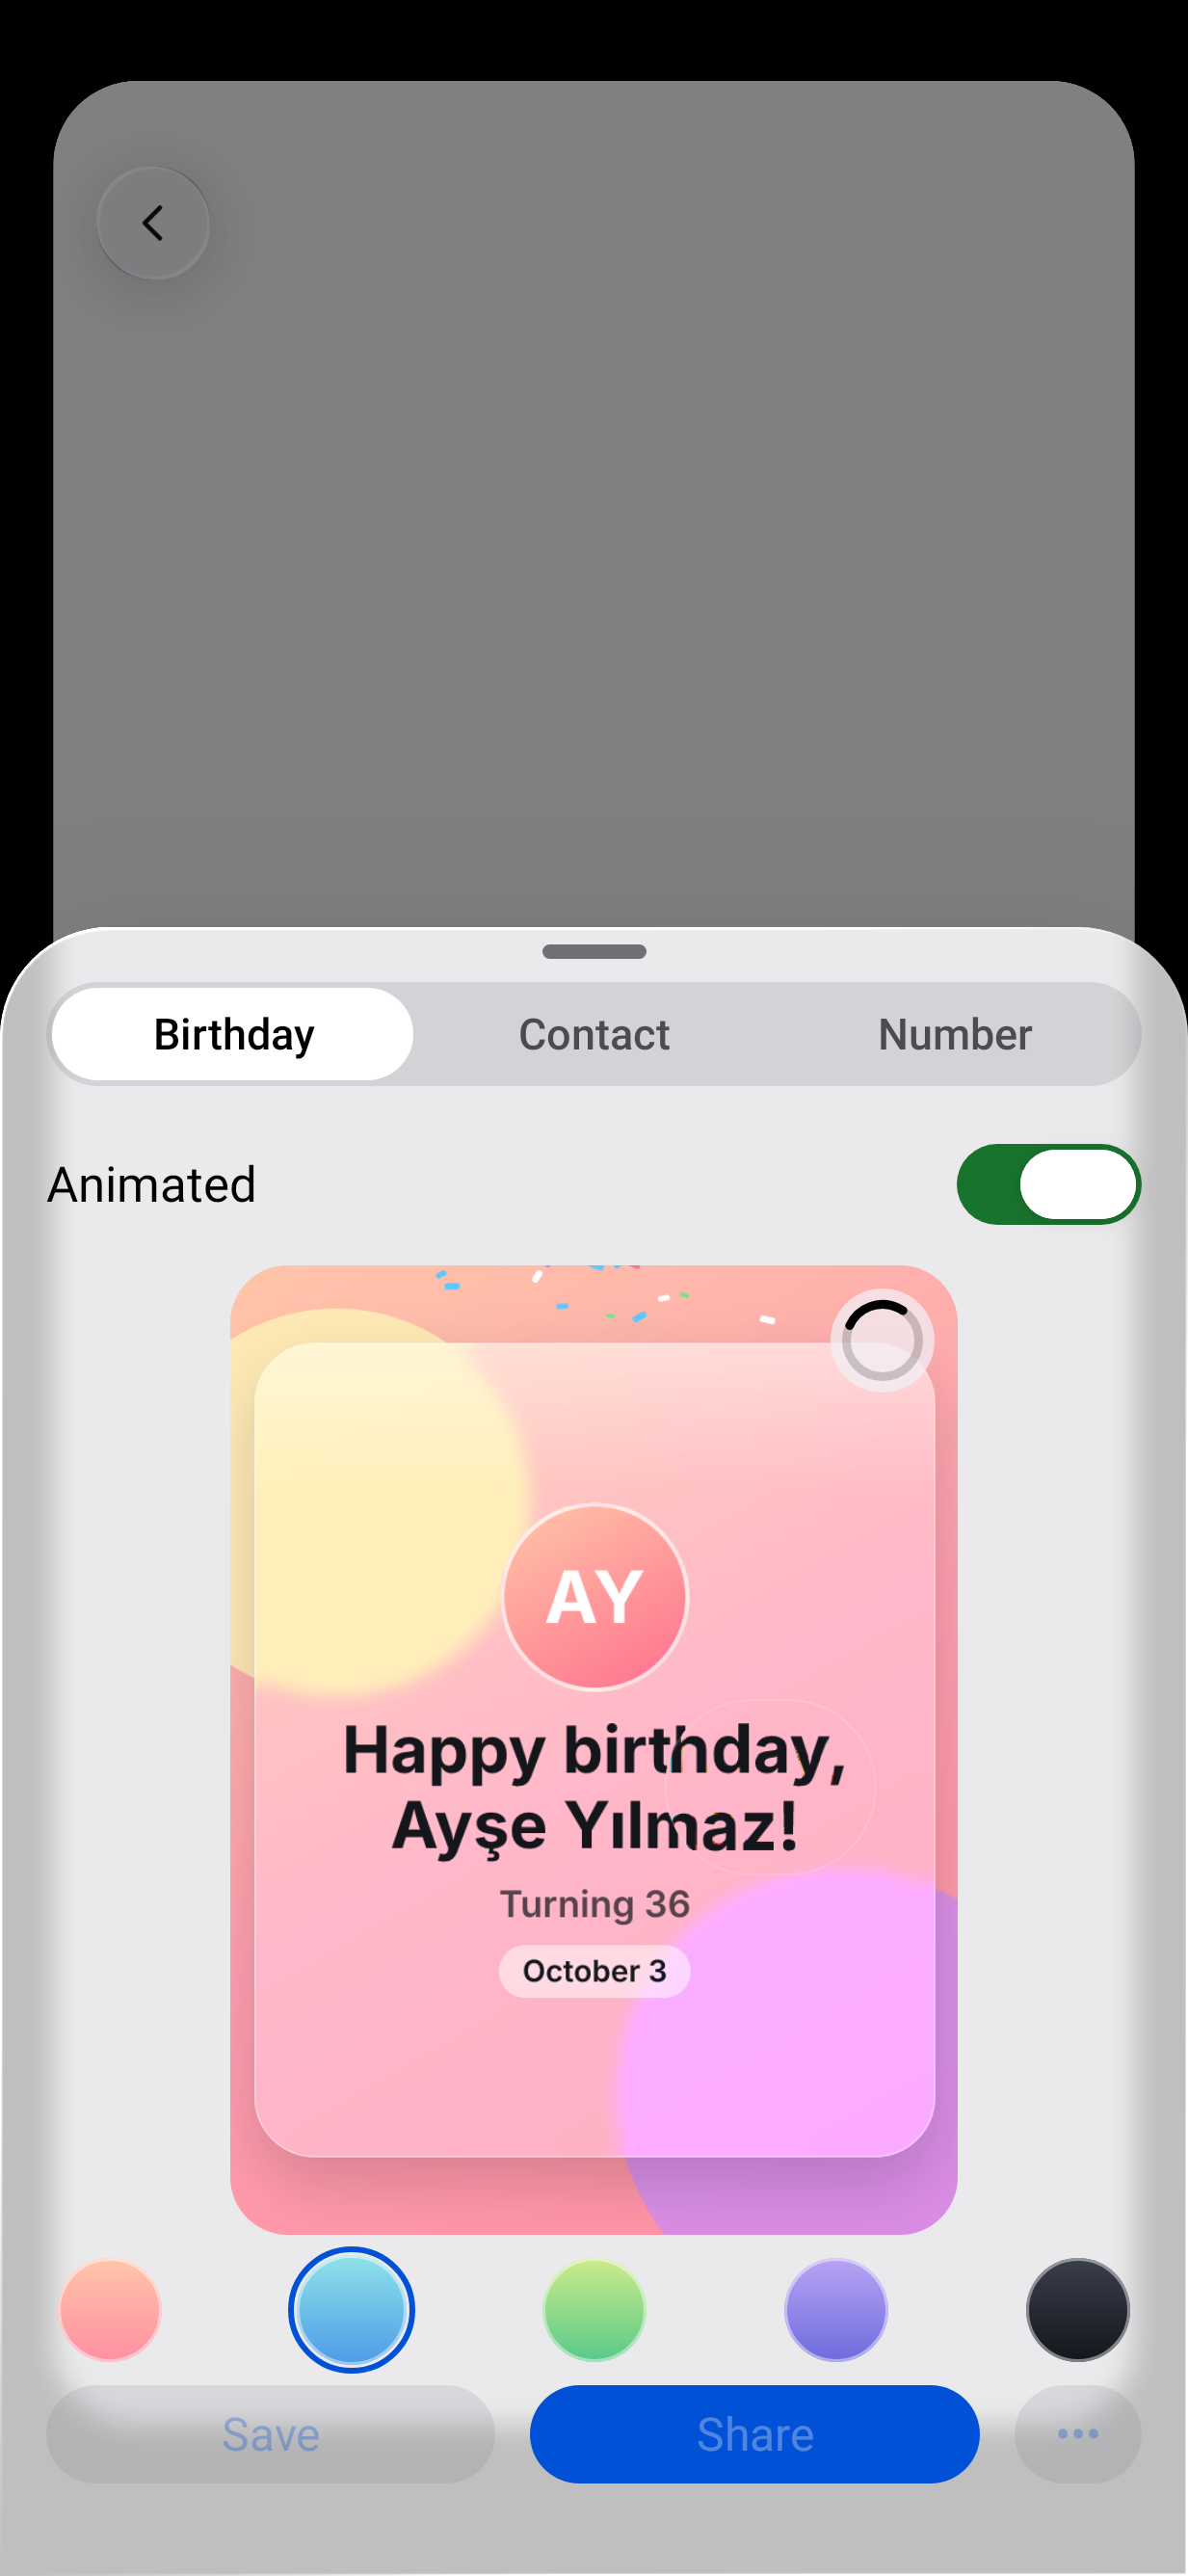 Birthday
Contact
Number
Animated
AY
Happy birthday,
Ayşe Yılmaz!
Turning 36
October 3
Save
Share